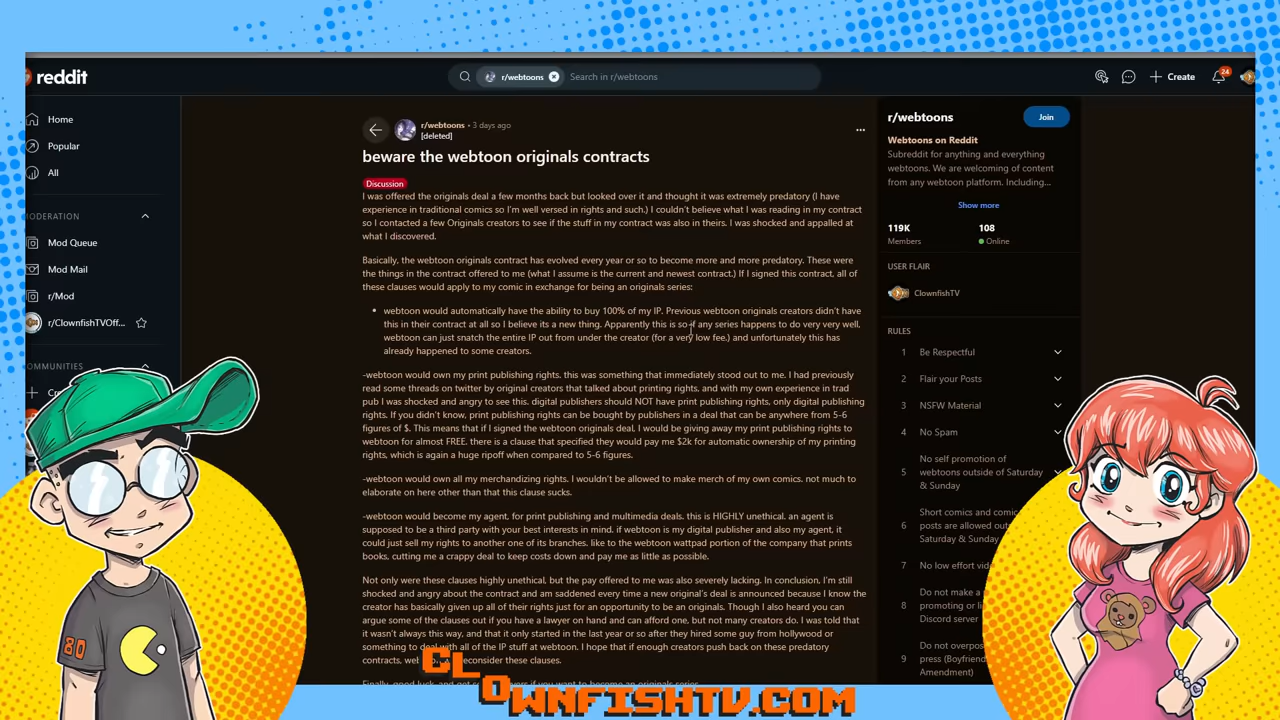 reddit
r/webtoons
Search in r/webtoons
Create
24
Home
Popular
All
MODERATION
Mod Queue
Mod Mail
r/Mod
r/ClownfishTVOff...
COMMUNITIES
r/webtoons • 3 days ago
[deleted]
beware the webtoon originals contracts
Discussion
I was offered the originals deal a few months back but looked over it and thought it was extremely predatory (I have
experience in traditional comics so I'm well versed in rights and such.) I couldn't believe what I was reading in my contract
so I contacted a few Originals creators to see if the stuff in my contract was also in theirs. I was shocked and appalled at
what I discovered.
Basically, the webtoon originals contract has evolved every year or so to become more and more predatory. These were
the things in the contract offered to me (what I assume is the current and newest contract.) If I signed this contract, all of
these clauses would apply to my comic in exchange for being an originals series:
• webtoon would automatically have the ability to buy 100% of my IP. Previous webtoon originals creators didn't have
this in their contract at all so I believe its a new thing. Apparently this is so if any series happens to do very very well,
webtoon can just snatch the entire IP out from under the creator (for a very low fee.) and unfortunately this has
already happened to some creators.
-webtoon would own my print publishing rights. this was something that immediately stood out to me. I had previously
read some threads on twitter by original creators that talked about printing rights, and with my own experience in trad
pub I was shocked and angry to see this. digital publishers should NOT have print publishing rights, only digital publishing
rights. If you didn't know, print publishing rights can be bought by publishers in a deal that can be anywhere from 5-6
figures of $. This means that if I signed the webtoon originals deal, I would be giving away my print publishing rights to
webtoon for almost FREE. there is a clause that specified they would pay me $2k for automatic ownership of my printing
rights, which is again a huge ripoff when compared to 5-6 figures.
-webtoon would own all my merchandizing rights. I wouldn't be allowed to make merch of my own comics. not much to
elaborate on here other than that this clause sucks.
-webtoon would become my agent, for print publishing and multimedia deals. this is HIGHLY unethical. an agent is
supposed to be a third party with your best interests in mind, if webtoon is my digital publisher and also my agent, it
could just sell my rights to another one of its branches. like to the webtoon wattpad portion of the company that prints
books, cutting me a crappy deal to keep costs down and pay me as little as possible.
Not only were these clauses highly unethical, but the pay offered to me was also severely lacking. In conclusion, I'm still
shocked and angry about the contract and am saddened every time a new original's deal is announced because I know the
creator has basically given up all of their rights just for an opportunity to be an originals. Though I also heard you can
argue some of the clauses out if you have a lawyer on hand and can afford one, but not many creators do. I was told that
it wasn't always this way, and that it only started in the last year or so after they hired some guy from hollywood or
something to deal with all of the IP stuff at webtoon. I hope that if enough creators push back on these predatory
contracts, reconsider these clauses.
Finally, good luck, and get if you want to become an originals series
r/webtoons
Join
Webtoons on Reddit
Subreddit for anything and everything
webtoons. We are welcoming of content
from any webtoon platform. Including...
Show more
119K
108
Members
Online
USER FLAIR
ClownfishTV
RULES
1 Be Respectful
2 Flair your Posts
3 NSFW Material
4 No Spam
5 No self promotion of
webtoons outside of Saturday
& Sunday
6 Short comics and comic
posts are allowed
Saturday & Sunday
7 No low effort
8 Do not make a
promoting or
Discord server
9 Do not
press (Boyfriend
Amendment)
80
CLOWNFISHTV.COM